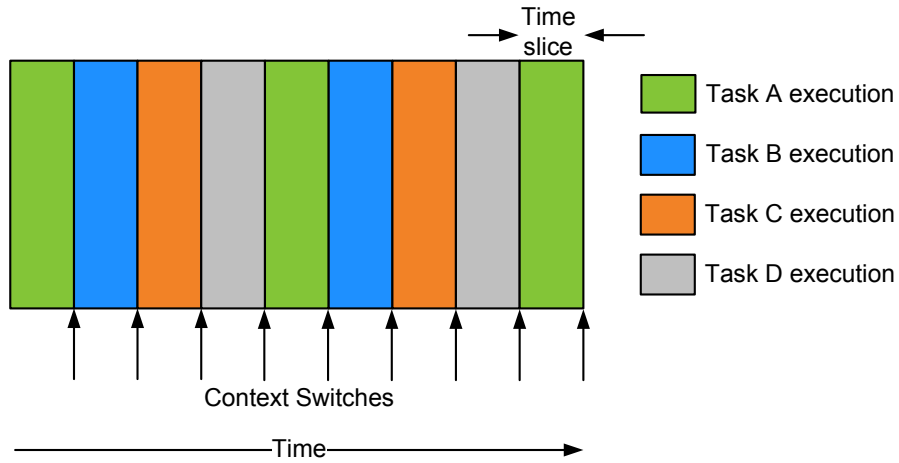 Time
slice
Task A execution
Task B execution
Task C execution
Task D execution
Context Switches
Time